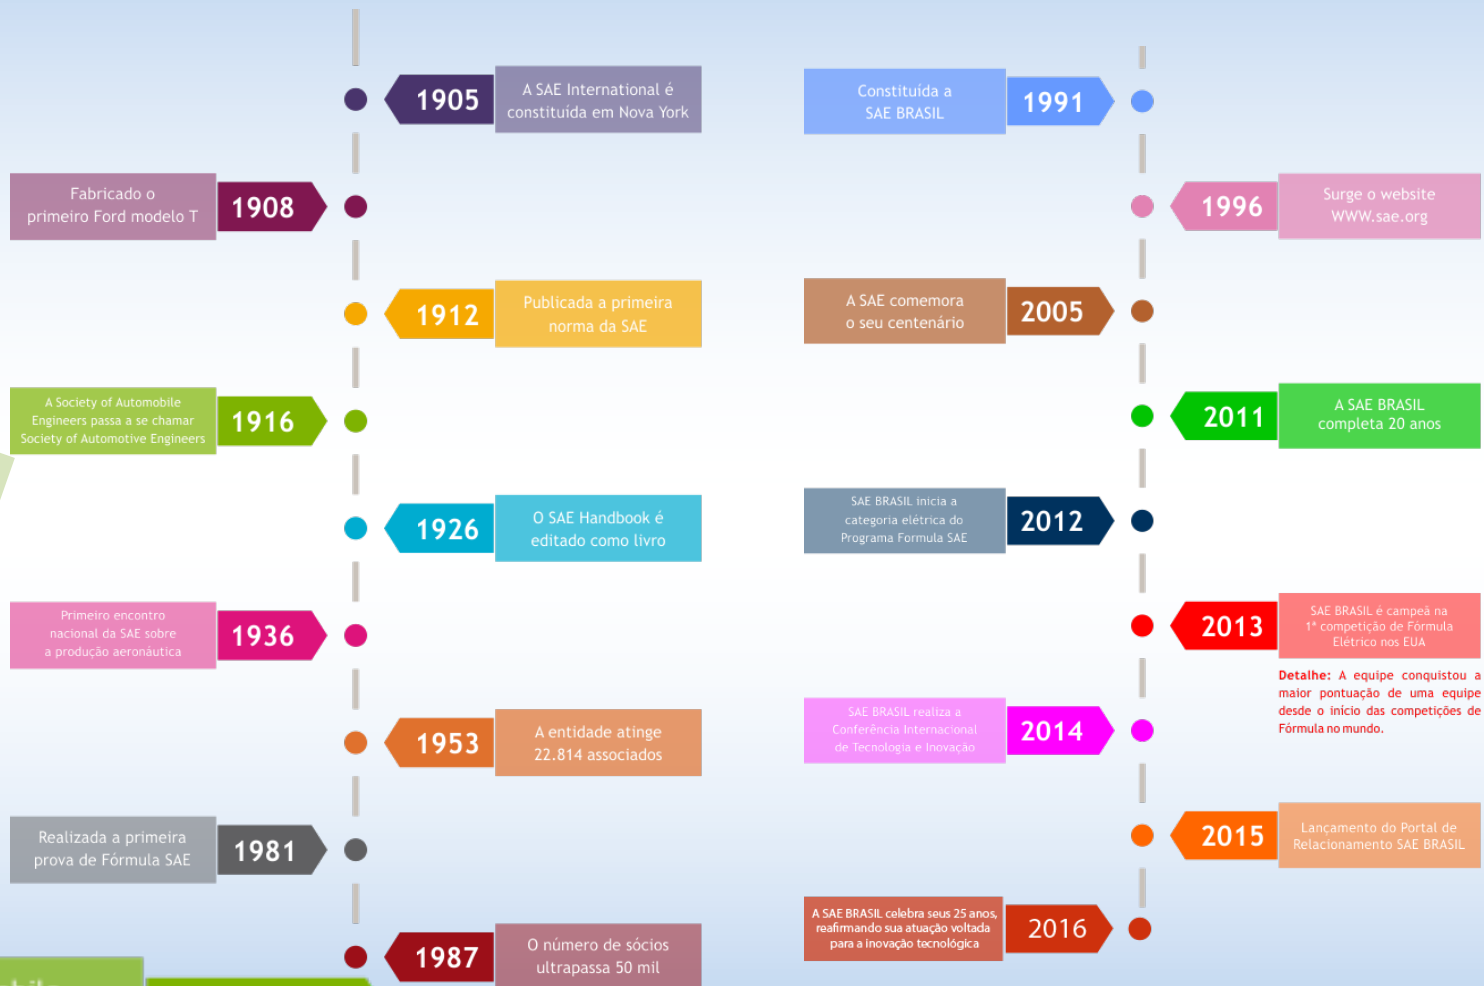 1905
A SAE International é
constituída em Nova York
Fabricado o
primeiro Ford modelo T
1908
1912
Publicada a primeira
norma da SAE
A Society of Automobile
Engineers passa a se chamar
Society of Automotive Engineers
1916
1926
O SAE Handbook é
editado como livro
Primeiro encontro
nacional da SAE sobre
a produção aeronáutica
1936
1953
A entidade atinge
22.814 associados
Realizada a primeira
prova de Fórmula SAE
1981
1987
O número de sócios
ultrapassa 50 mil
Constituída a
SAE BRASIL
1991
1996
Surge o website
WWW.sae.org
A SAE comemora
o seu centenário
2005
2011
A SAE BRASIL
completa 20 anos
SAE BRASIL inicia a
categoria elétrica do
Programa Formula SAE
2012
2013
SAE BRASIL é campeã na
1ª competição de Fórmula
Elétrico nos EUA
Detalhe: A equipe conquistou a
maior pontuação de uma equipe
desde o início das competições de
Fórmula no mundo.
SAE BRASIL realiza a
Conferência Internacional
de Tecnologia e Inovação
2014
2015
Lançamento do Portal de
Relacionamento SAE BRASIL
A SAE BRASIL celebra seus 25 anos,
reafirmando sua atuação voltada
para a inovação tecnológica
2016